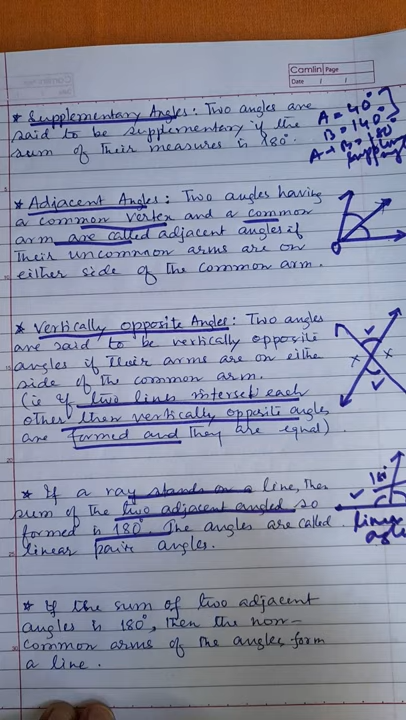 Camlin Page
Date / /
* Supplementary Angles: Two angles are
said to be supplementary if the
sum of their measures is 180°.
A = 40°
B = 140°
A + B = 180°
* Adjacent Angles: Two angles having
a common vertex and a common
arm are called adjacent angles if
their uncommon arms are on
either side of the common arm.
O
* Vertically opposite Angles: Two angles
are said to be vertically opposite
angles if their arms are on eithe
side of the common arm.
(ie if two lines intersect each
other then vertically opposite angles
are formed and they are equal).
* If a ray stands on a line, then
sum of the two adjacent angled so
formed is 180°. The angles are called
linear pair angles.
linear
angle
* If the sum of two adjacent
angles is 180°, then the non-
common arms of the angles form
a line.